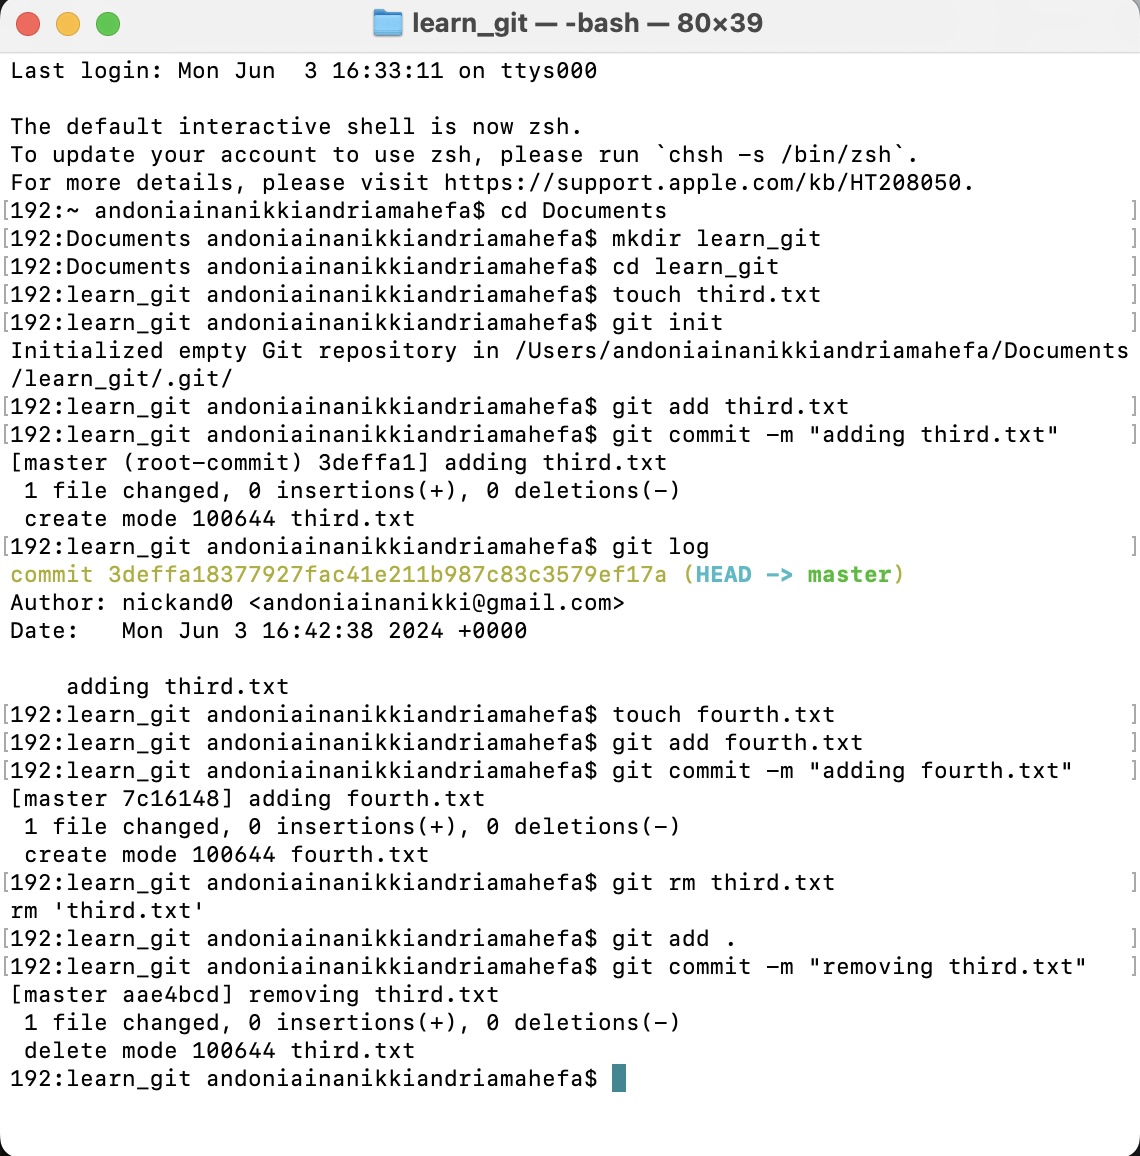 learn_git — -bash — 80×39
Last login: Mon Jun  3 16:33:11 on ttys000
The default interactive shell is now zsh.
To update your account to use zsh, please run `chsh -s /bin/zsh`.
For more details, please visit https://support.apple.com/kb/HT208050.
[192:~ andoniainanikkiandriamahefa$ cd Documents ]
[192:Documents andoniainanikkiandriamahefa$ mkdir learn_git ]
[192:Documents andoniainanikkiandriamahefa$ cd learn_git ]
[192:learn_git andoniainanikkiandriamahefa$ touch third.txt ]
[192:learn_git andoniainanikkiandriamahefa$ git init ]
Initialized empty Git repository in /Users/andoniainanikkiandriamahefa/Documents
/learn_git/.git/
[192:learn_git andoniainanikkiandriamahefa$ git add third.txt ]
[192:learn_git andoniainanikkiandriamahefa$ git commit -m "adding third.txt" ]
[master (root-commit) 3deffa1] adding third.txt
 1 file changed, 0 insertions(+), 0 deletions(-)
 create mode 100644 third.txt
[192:learn_git andoniainanikkiandriamahefa$ git log ]
commit 3deffa18377927fac41e211b987c83c3579ef17a (HEAD -> master)
Author: nickand0 <andoniainanikki@gmail.com>
Date:   Mon Jun 3 16:42:38 2024 +0000
    adding third.txt
[192:learn_git andoniainanikkiandriamahefa$ touch fourth.txt ]
[192:learn_git andoniainanikkiandriamahefa$ git add fourth.txt ]
[192:learn_git andoniainanikkiandriamahefa$ git commit -m "adding fourth.txt" ]
[master 7c16148] adding fourth.txt
 1 file changed, 0 insertions(+), 0 deletions(-)
 create mode 100644 fourth.txt
[192:learn_git andoniainanikkiandriamahefa$ git rm third.txt ]
rm 'third.txt'
[192:learn_git andoniainanikkiandriamahefa$ git add . ]
[192:learn_git andoniainanikkiandriamahefa$ git commit -m "removing third.txt" ]
[master aae4bcd] removing third.txt
 1 file changed, 0 insertions(+), 0 deletions(-)
 delete mode 100644 third.txt
192:learn_git andoniainanikkiandriamahefa$